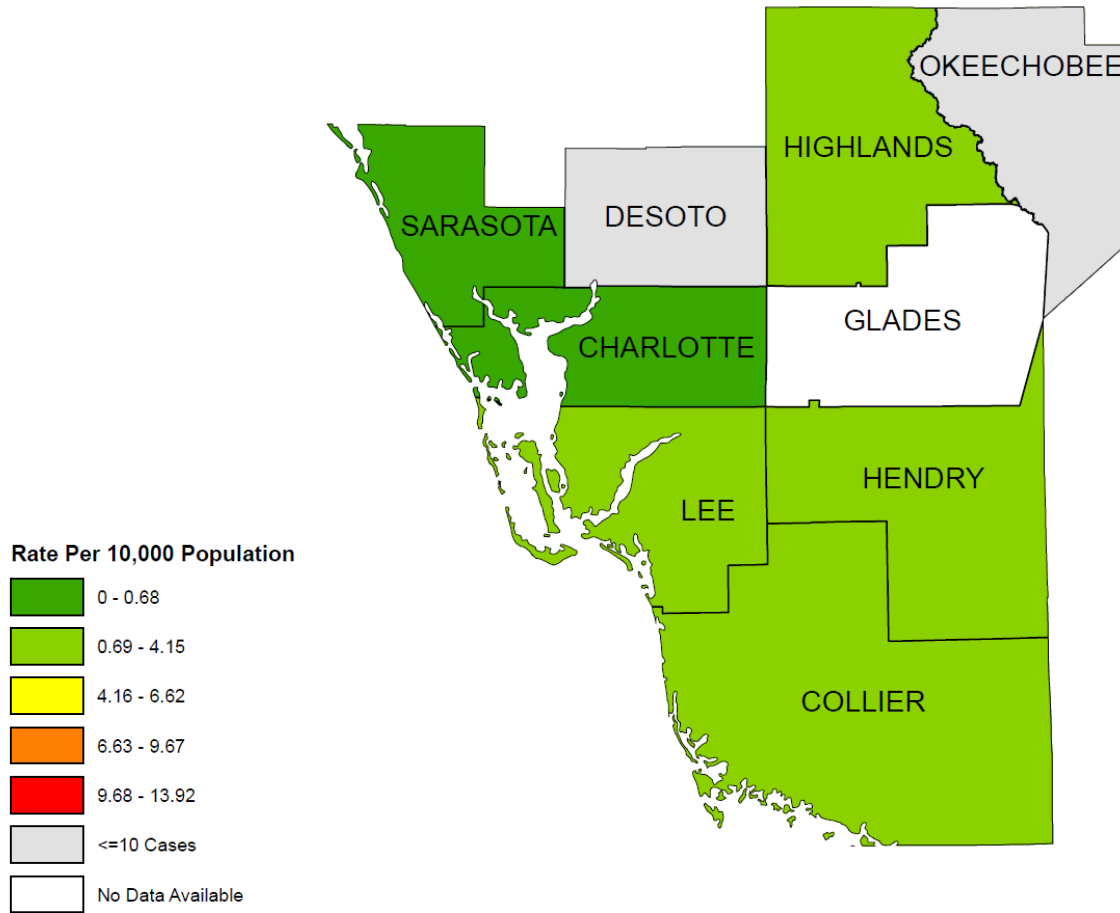 OKEECHOBEE
HIGHLANDS
DESOTO
SARASOTA
GLADES
CHARLOTTE
HENDRY
LEE
COLLIER
Rate Per 10,000 Population
0 - 0.68
0.69 - 4.15
4.16 - 6.62
6.63 - 9.67
9.68 - 13.92
<=10 Cases
No Data Available